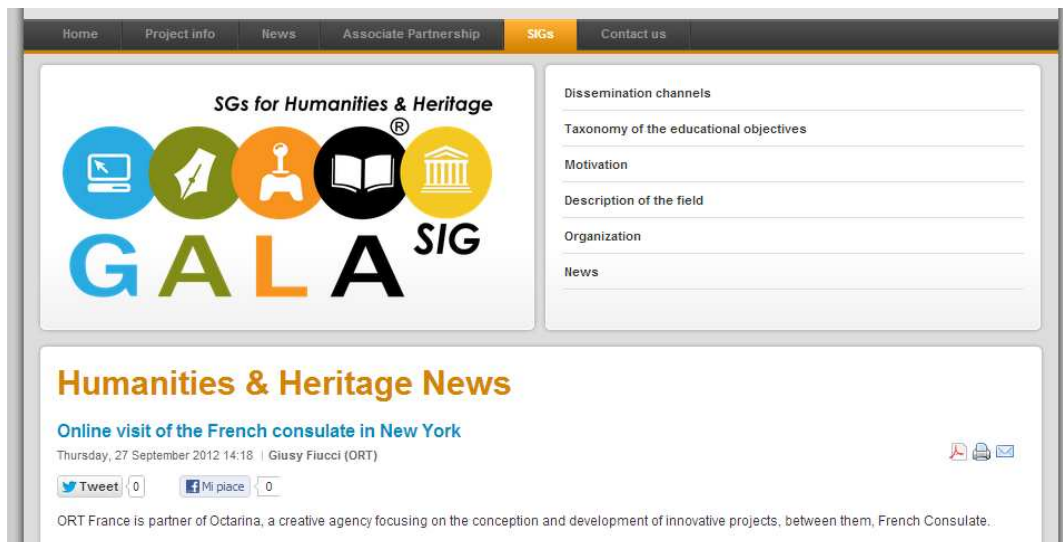 Home Project info News Associate Partnership SIGs Contact us
SGs for Humanities & Heritage
®
GALA SIG
Dissemination channels
Taxonomy of the educational objectives
Motivation
Description of the field
Organization
News
Humanities & Heritage News
Online visit of the French consulate in New York
Thursday, 27 September 2012 14:18 | Giusy Fiucci (ORT)
Tweet 0 Mi piace 0
ORT France is partner of Octarina, a creative agency focusing on the conception and development of innovative projects, between them, French Consulate.